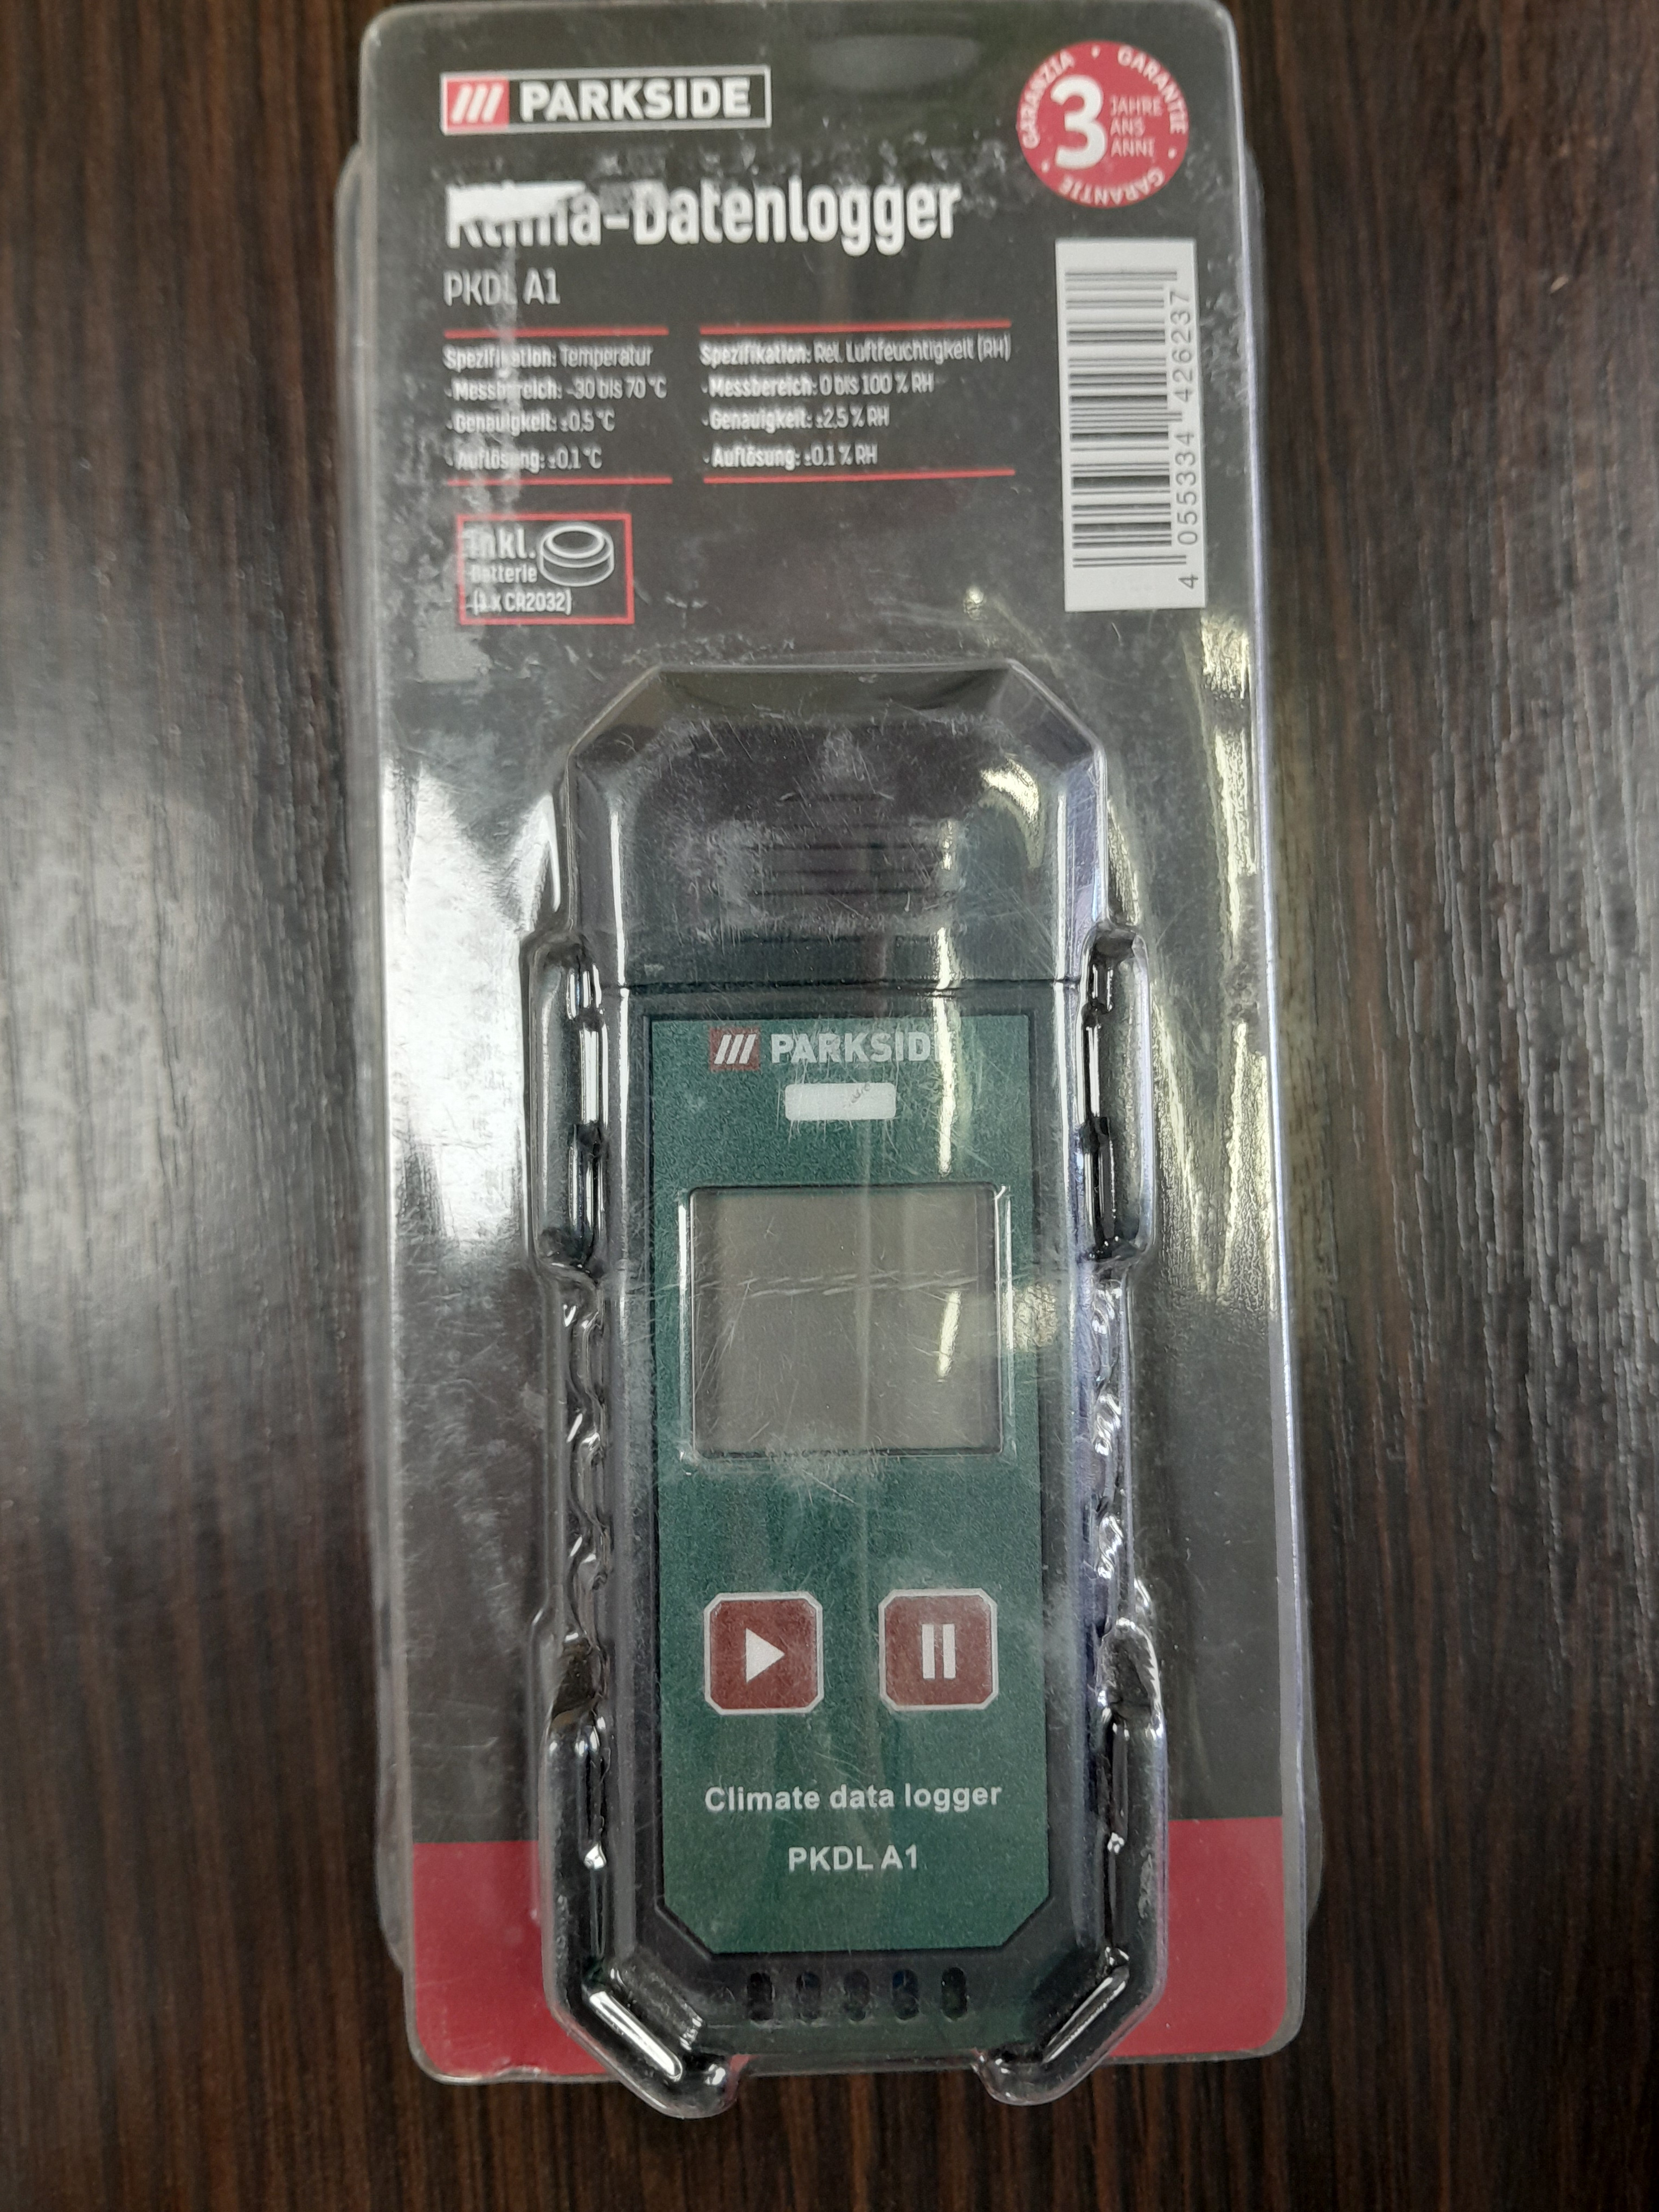 PARKSIDE
GARANZIA • GARANTIE • GARANTIE •
3 JAHRE
ANS
ANNI
Klima-Datenlogger
PKDL A1
Spezifikation: Temperatur
- Messbereich: -30 bis 70 °C
- Genauigkeit: ±0,5 °C
- Auflösung: ±0,1 °C
Spezifikation: Rel. Luftfeuchtigkeit (RH)
- Messbereich: 0 bis 100 % RH
- Genauigkeit: ±2,5 % RH
- Auflösung: ±0,1 % RH
inkl.
Batterie
(1 x CR2032)
4 055334 426237
PARKSIDE
Climate data logger
PKDL A1